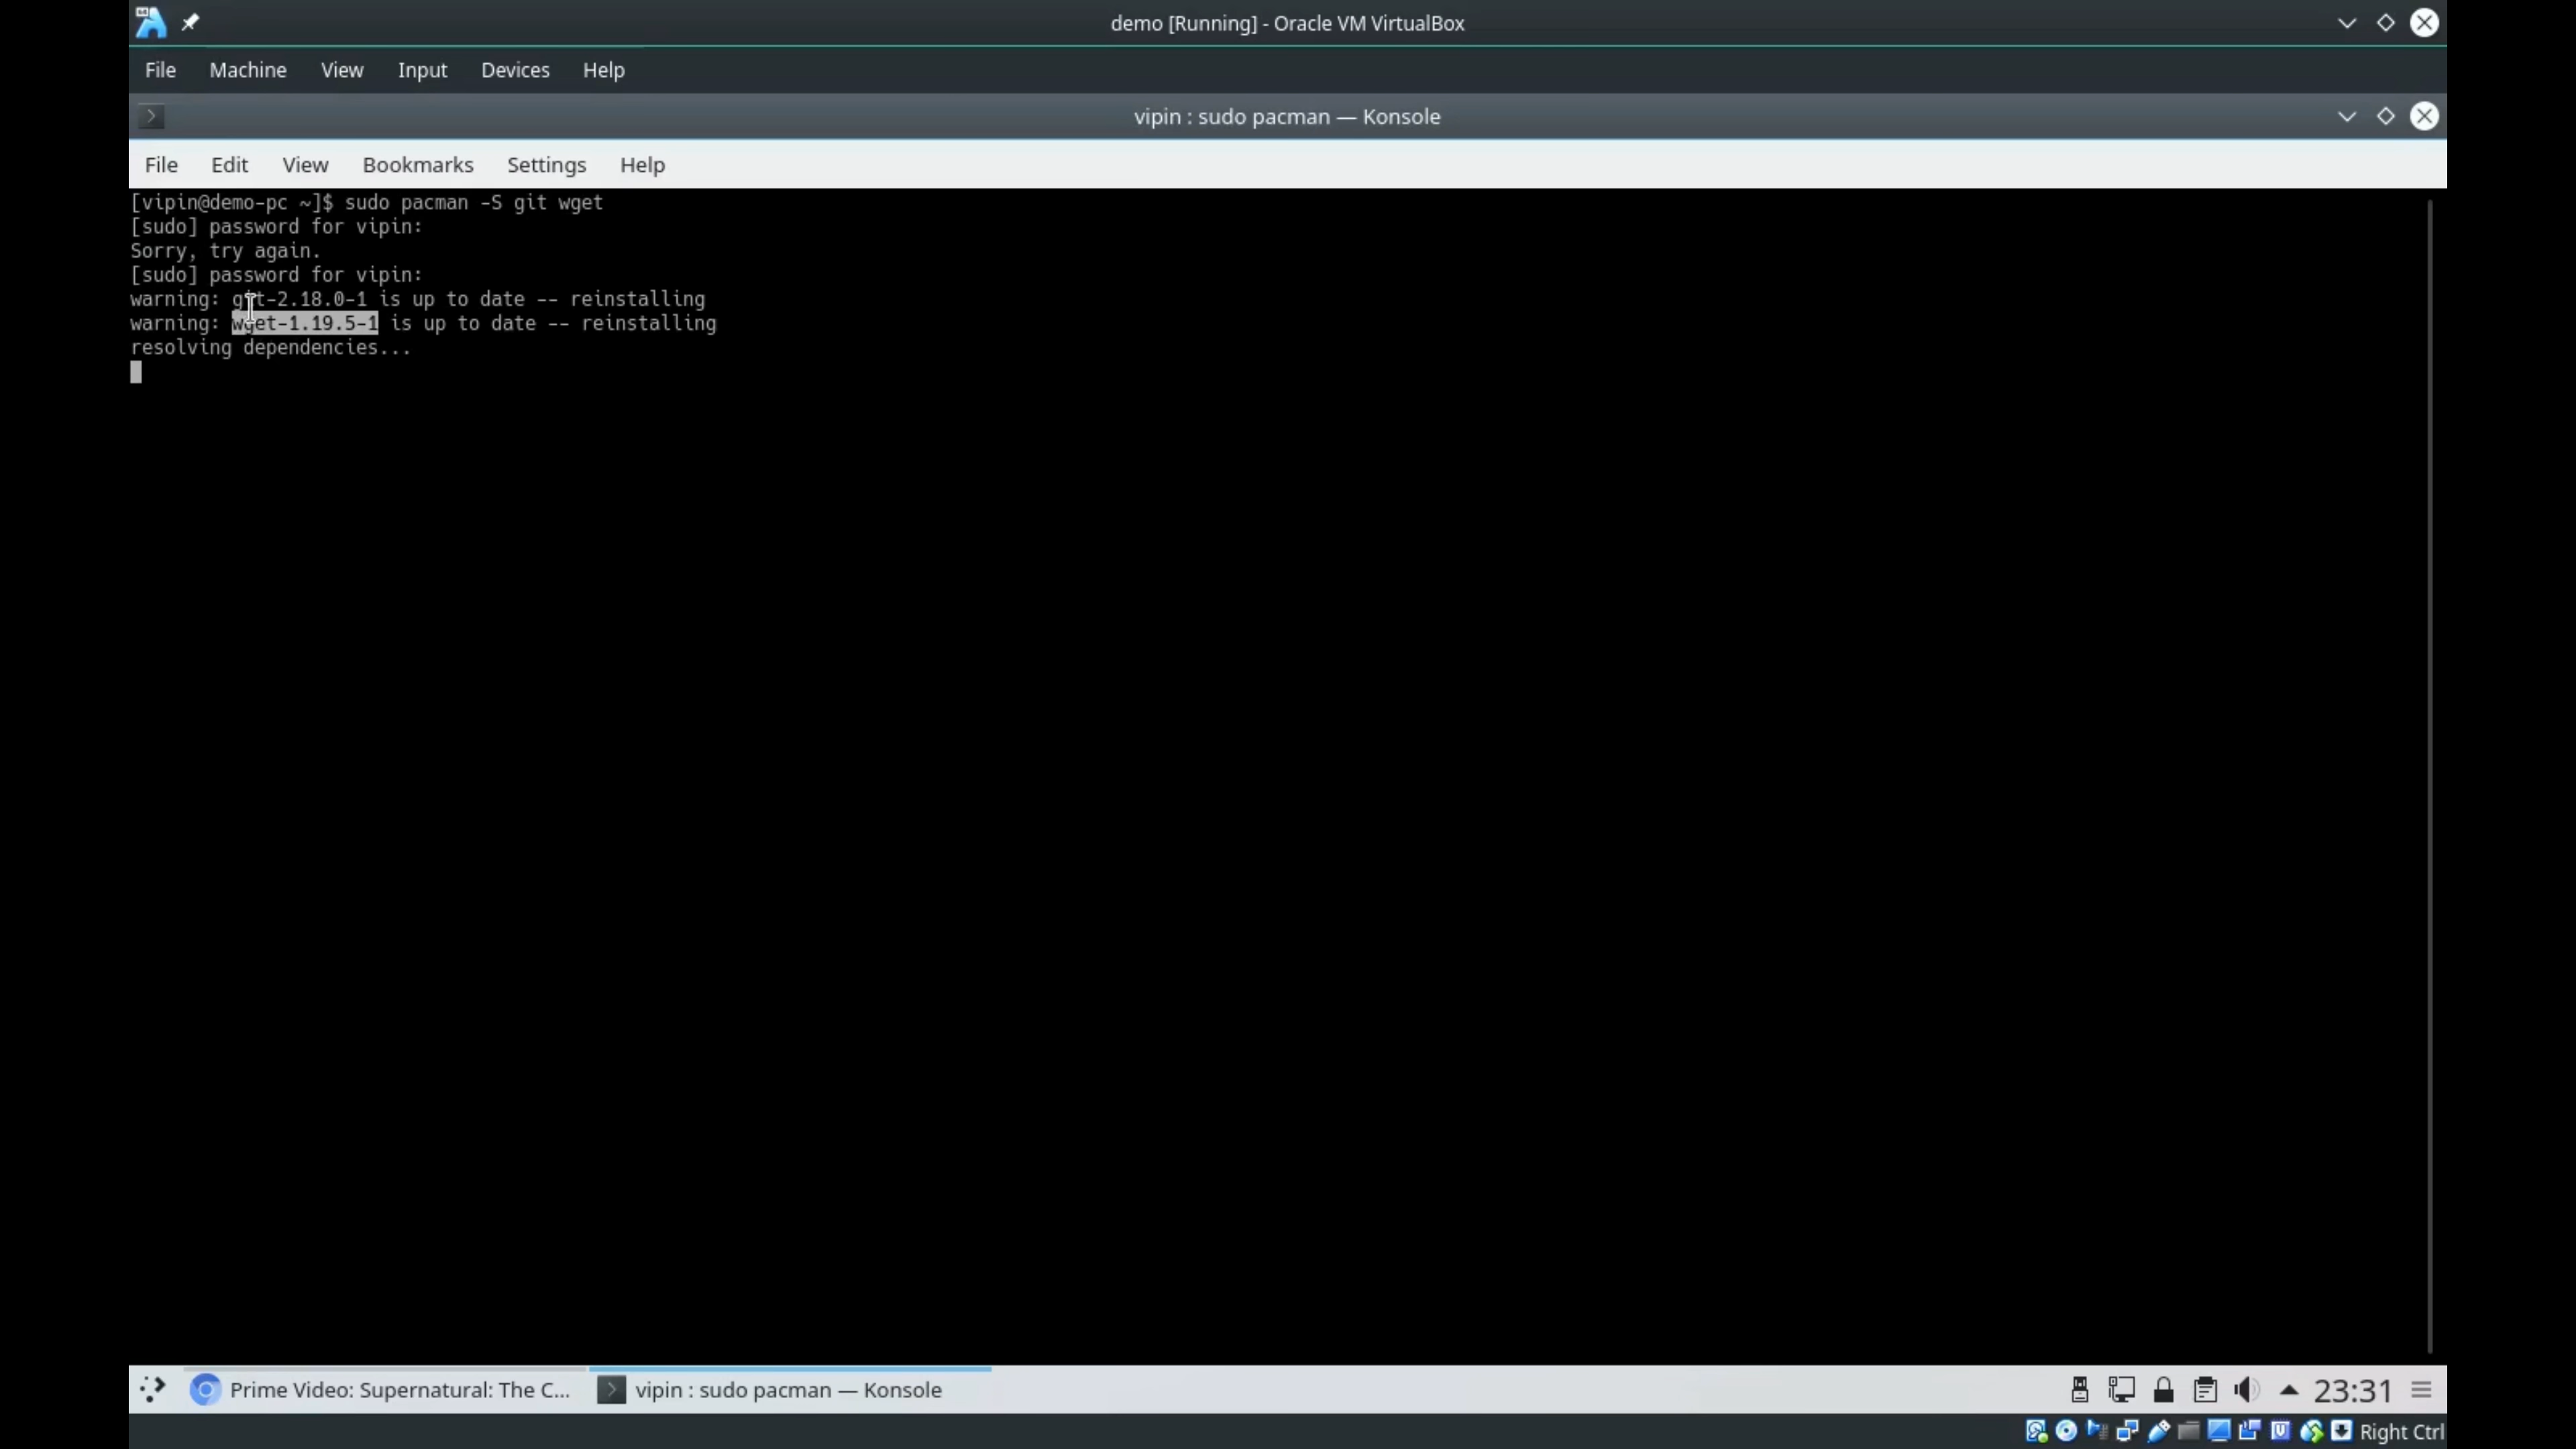 demo [Running] - Oracle VM VirtualBox
File Machine View Input Devices Help
vipin : sudo pacman — Konsole
File Edit View Bookmarks Settings Help
[vipin@demo-pc ~]$ sudo pacman -S git wget
[sudo] password for vipin:
Sorry, try again.
[sudo] password for vipin:
warning: git-2.18.0-1 is up to date -- reinstalling
warning: wget-1.19.5-1 is up to date -- reinstalling
resolving dependencies...
Prime Video: Supernatural: The C... vipin : sudo pacman — Konsole 23:31
Right Ctrl